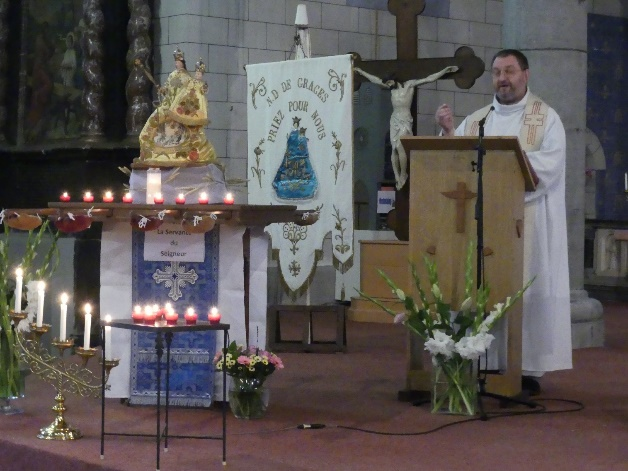 N.D DE GRACES
PRIEZ POUR NOUS
La Servante
du
Seigneur